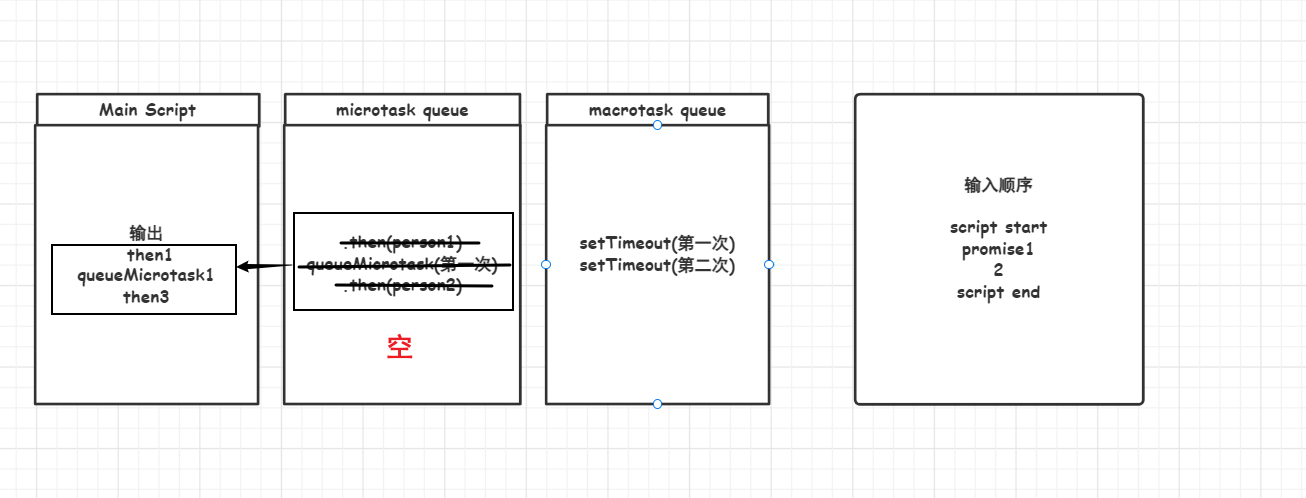 Main Script
输出
then1
queueMicrotask1
then3
microtask queue
.then(person1)
queueMicrotask(第一次)
.then(person2)
空
macrotask queue
setTimeout(第一次)
setTimeout(第二次)
输入顺序
script start
promise1
2
script end